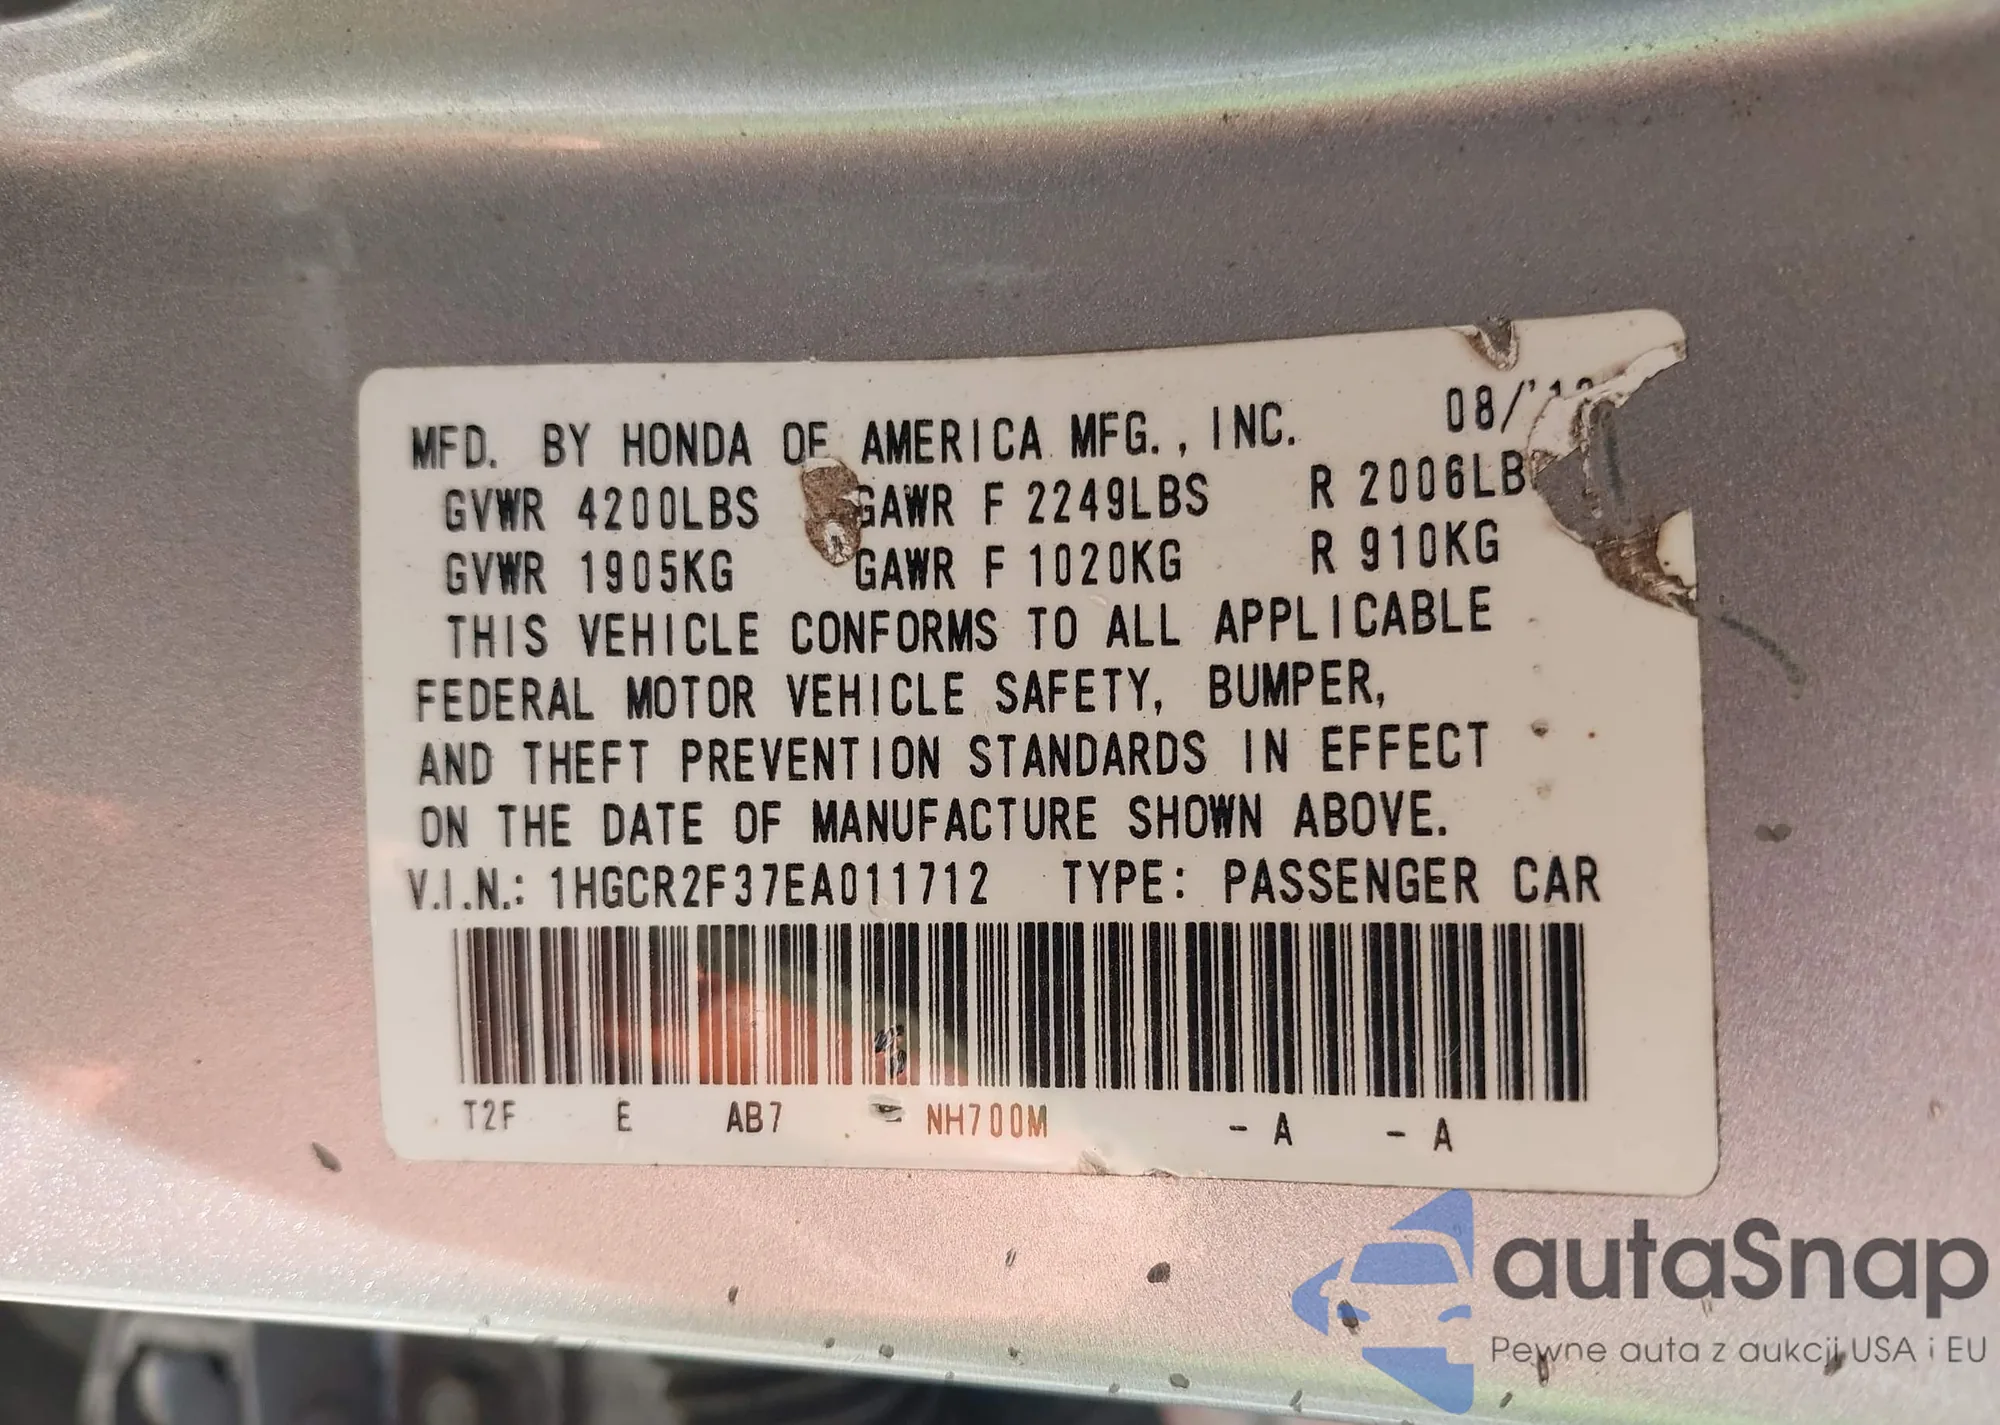 MFD. BY HONDA OF AMERICA MFG., INC. 08/
GVWR 4200LBS GAWR F 2249LBS R 2006LB
GVWR 1905KG GAWR F 1020KG R 910KG
THIS VEHICLE CONFORMS TO ALL APPLICABLE
FEDERAL MOTOR VEHICLE SAFETY, BUMPER,
AND THEFT PREVENTION STANDARDS IN EFFECT
ON THE DATE OF MANUFACTURE SHOWN ABOVE.
V.I.N.: 1HGCR2F37EA011712 TYPE: PASSENGER CAR
T2F E AB7 NH700M - A - A
autaSnap
Pewne auta z aukcji USA i EU